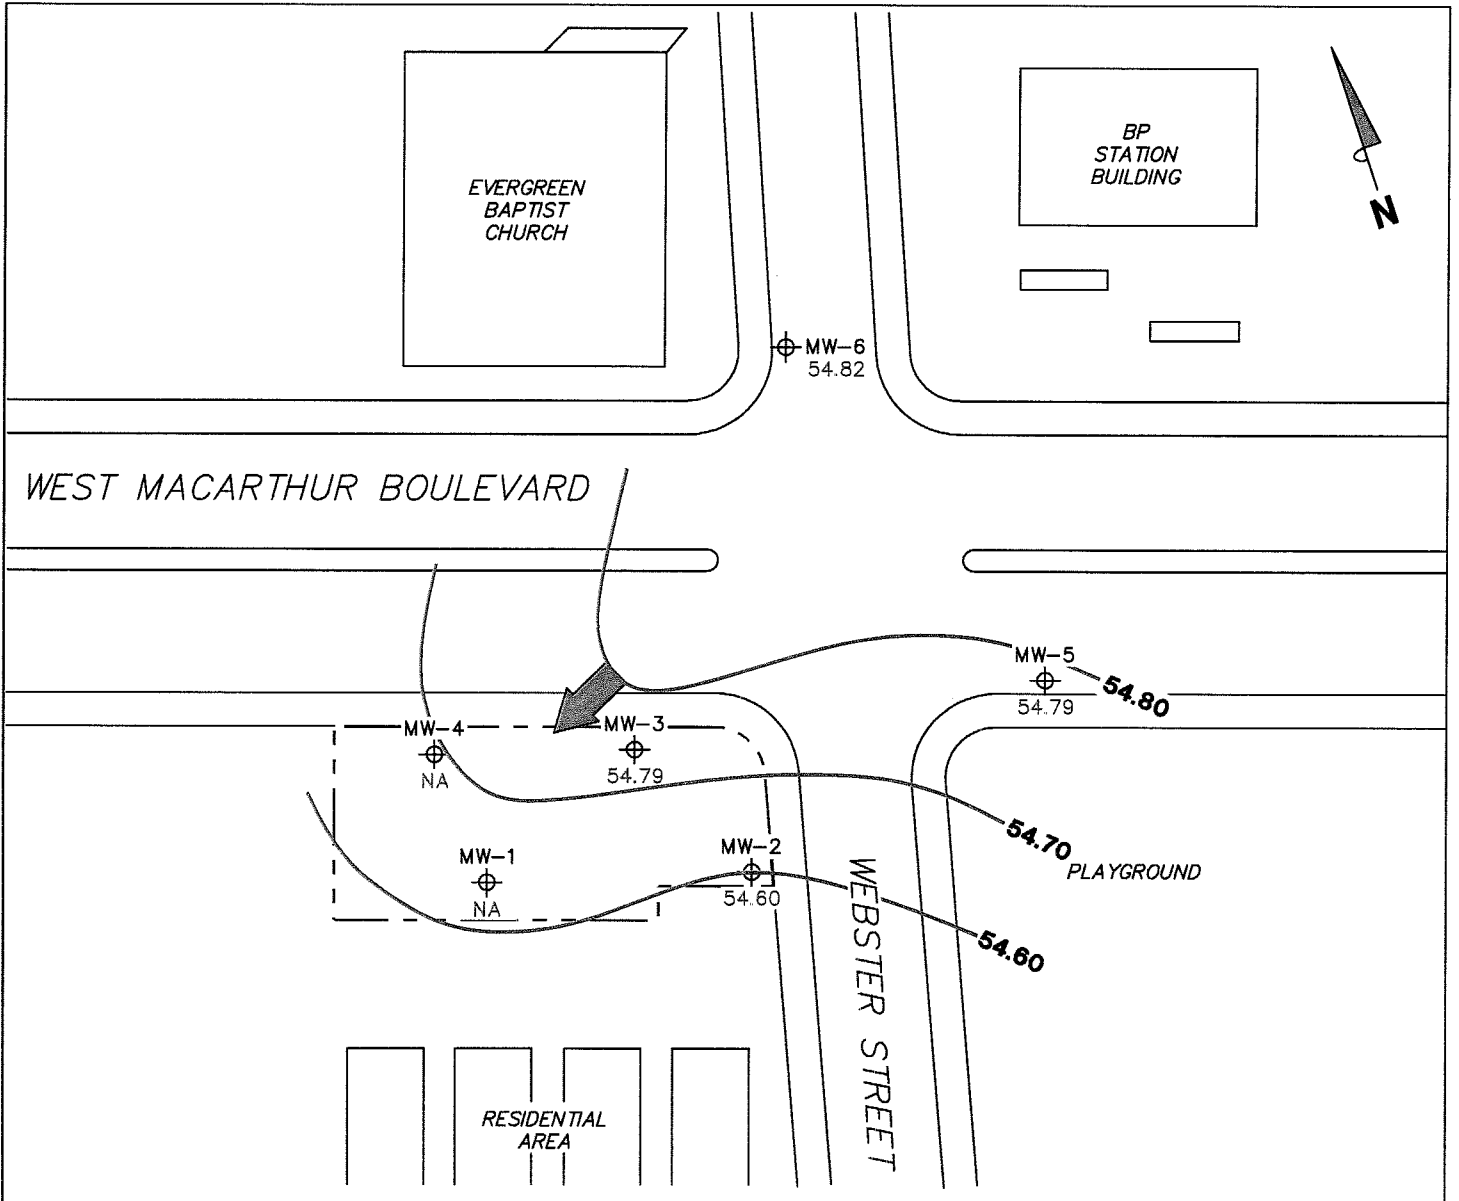 EVERGREEN
BAPTIST
CHURCH
BP
STATION
BUILDING
N
MW-6
54.82
WEST MACARTHUR BOULEVARD
MW-5
54.79
54.80
MW-4
NA
MW-3
54.79
54.70
PLAYGROUND
MW-1
NA
MW-2
54.60
54.60
WEBSTER STREET
RESIDENTIAL
AREA